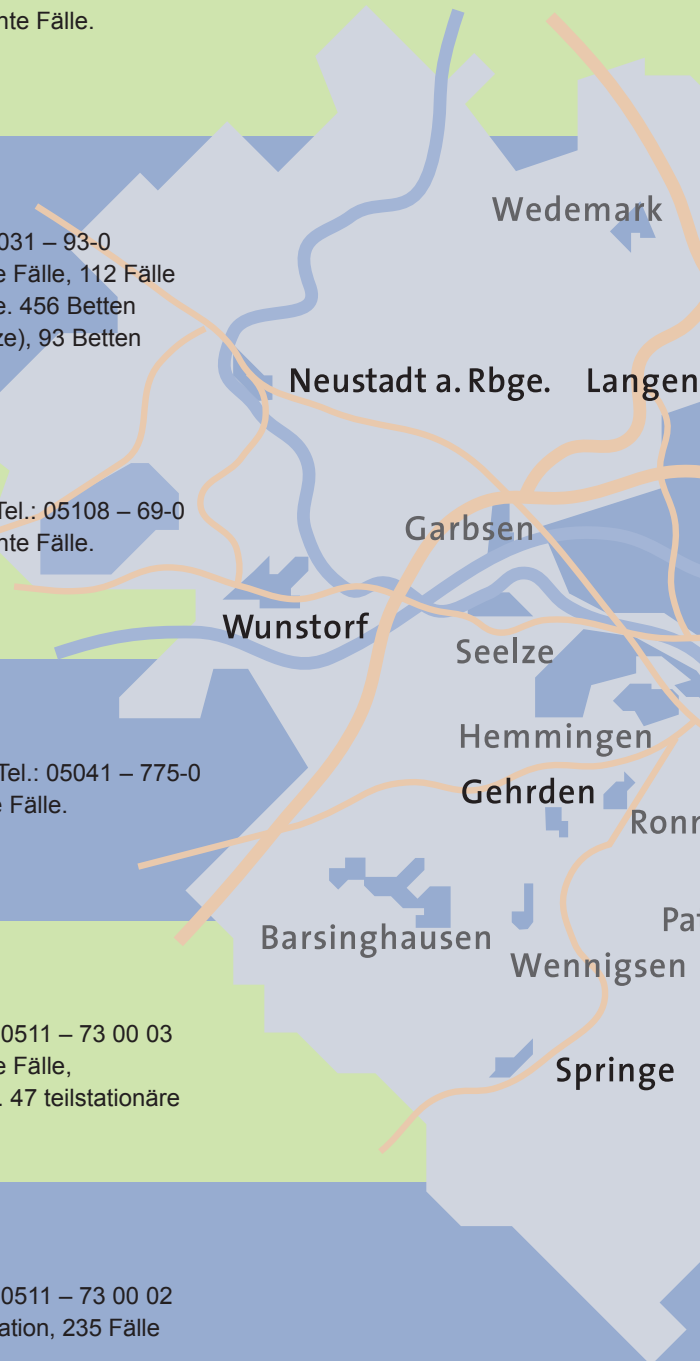 nte Fälle.
031 – 93-0
e Fälle, 112 Fälle
e. 456 Betten
ze), 93 Betten
Tel.: 05108 – 69-0
nte Fälle.
Tel.: 05041 – 775-0
e Fälle.
0511 – 73 00 03
e Fälle,
. 47 teilstationäre
0511 – 73 00 02
ation, 235 Fälle
Wedemark
Neustadt a. Rbge.
Langen
Garbsen
Wunstorf
Seelze
Hemmingen
Gehrden
Ronn
Pat
Barsinghausen
Wennigsen
Springe